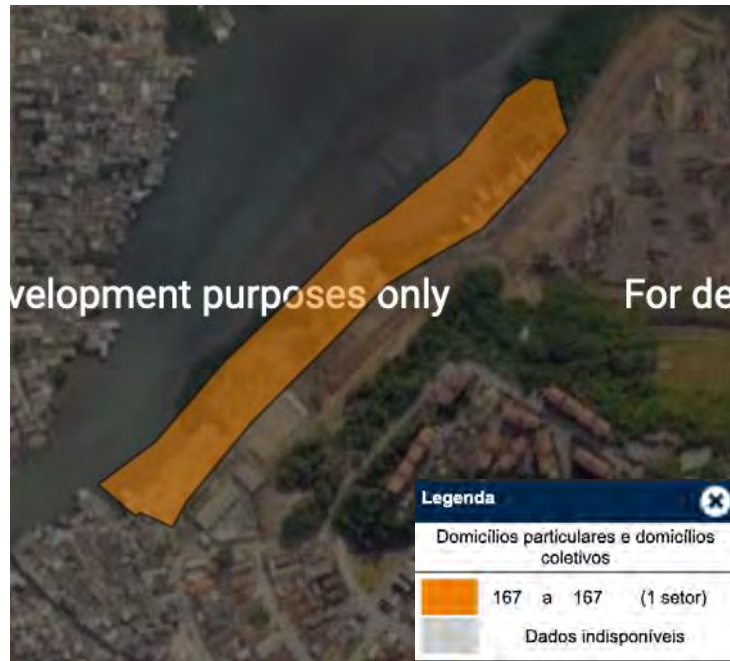 velopment purposes only
For de
Legenda
Domicílios particulares e domicílios
coletivos
167 a 167 (1 setor)
Dados indisponíveis